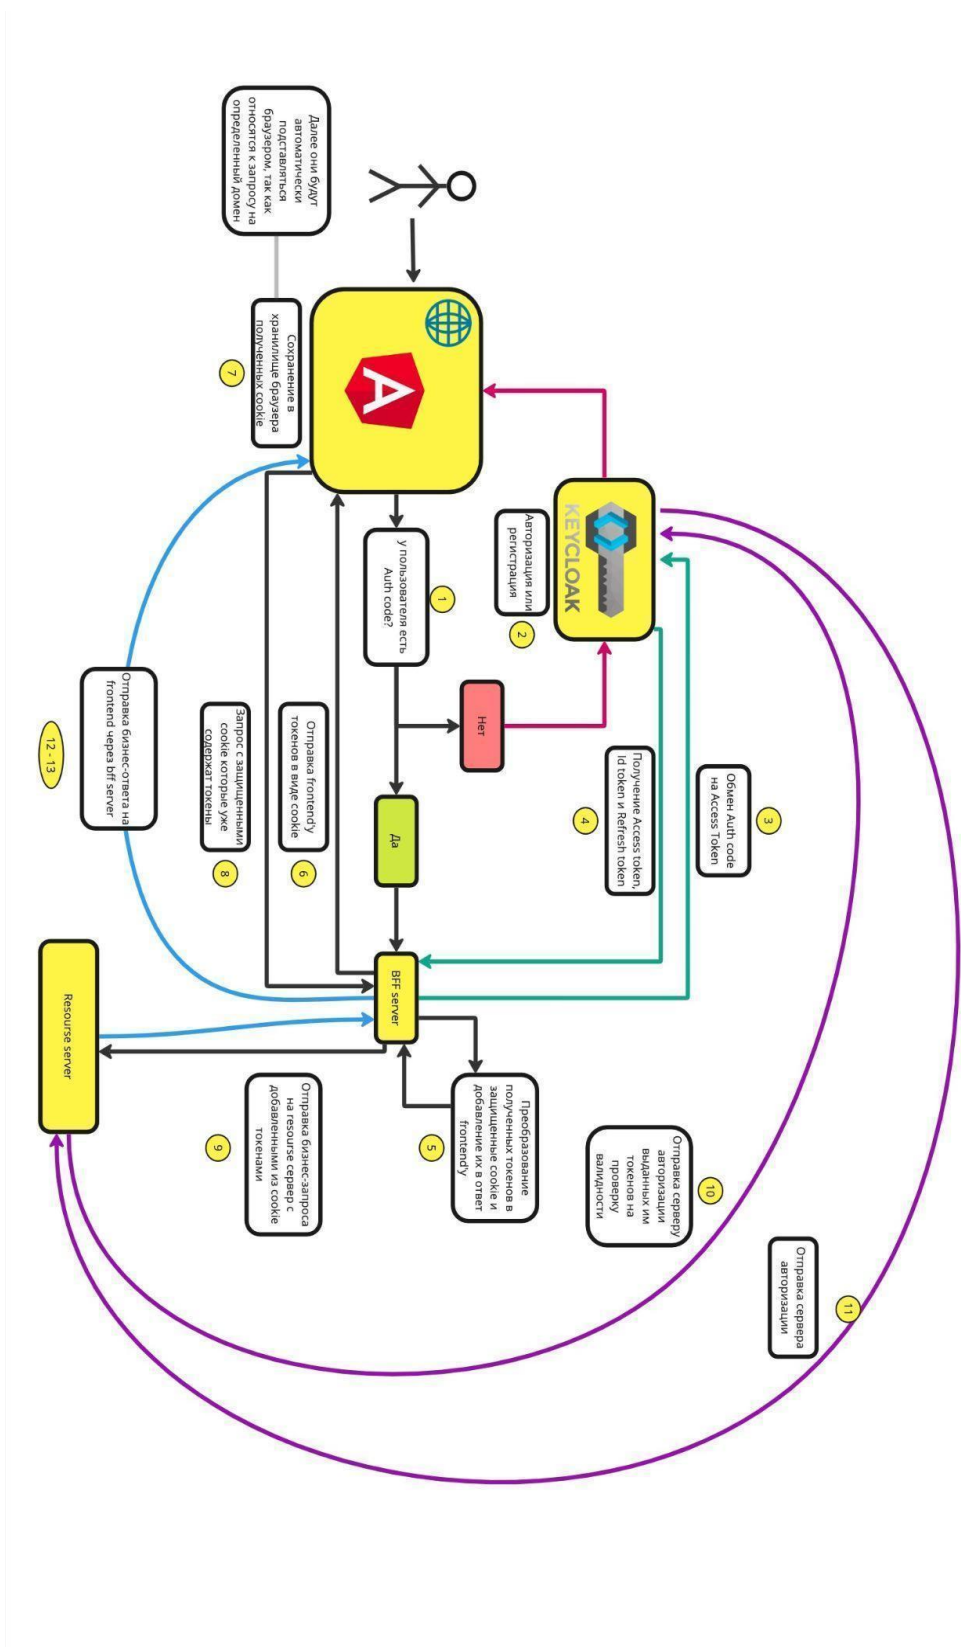 Обмен Auth code
на Access Token
3
11
Отправка сервера
авторизации
KEYCLOAK
Получение Access token,
Id token и Refresh token
4
10
Отправка серверу
авторизации
выданных им
токенов на
проверку
валидности
Авторизация или
регистрация
2
Нет
Преобразование
полученных токенов в
защищенные cookie и
добавление их в ответ
frontend'у
5
1
у пользователя есть
Auth code?
Да
BFF server
Далее они будут
автоматически
подставляться
браузером, так как
относятся к запросу на
определенный домен
Сохранение в
хранилище браузера
полученных cookie
7
Отправка frontend'у
токенов в виде cookie
6
Запрос с защищенными
cookie которые уже
содержат токены
8
Отправка бизнес-запроса
на resourse сервер с
добавленными из cookie
токенами
9
Отправка бизнес-ответа на
frontend через bff server
12 - 13
Resourse server